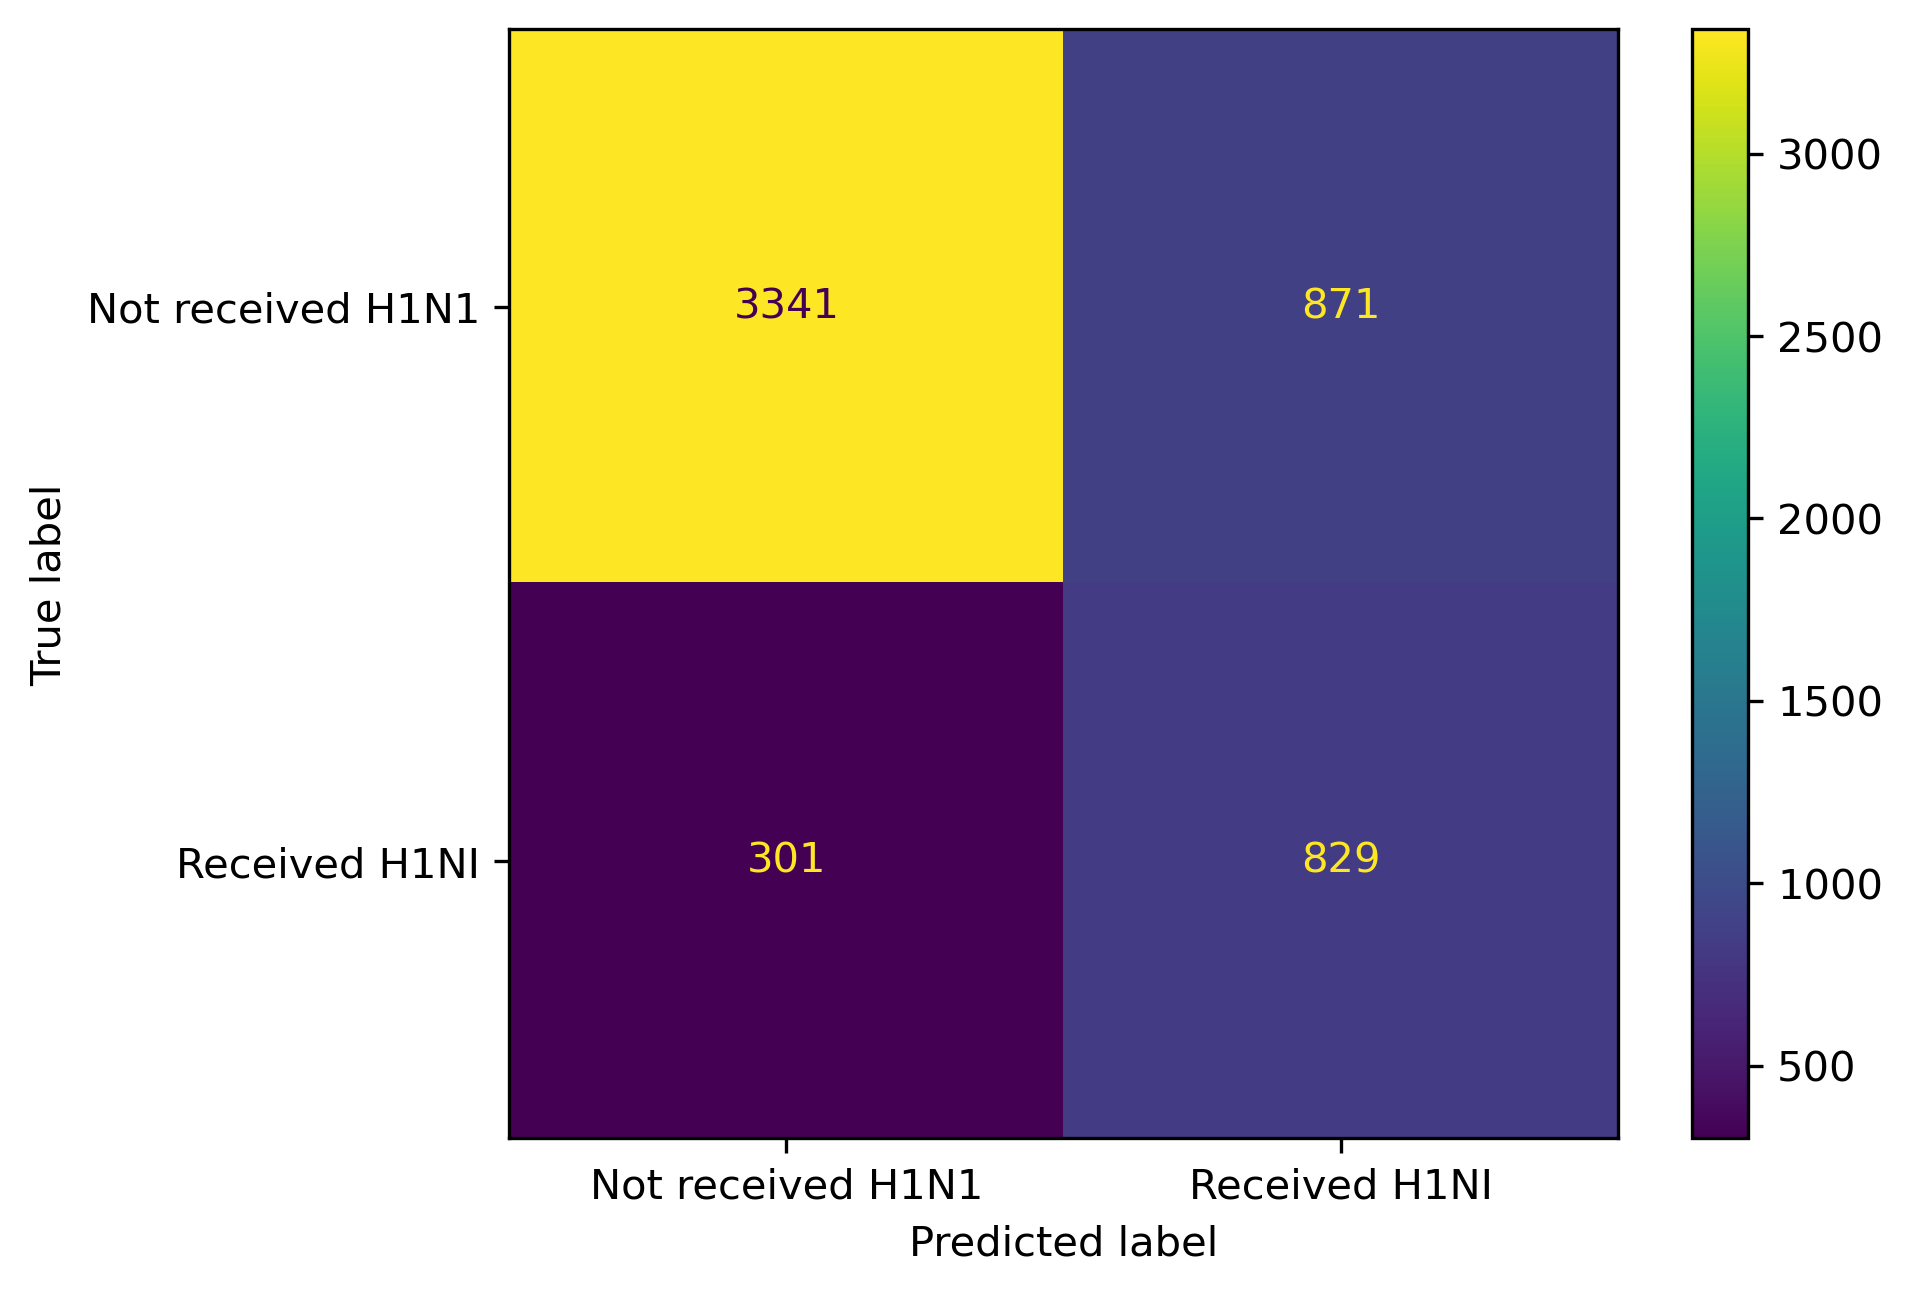 Not received H1N1
Received H1NI
True label
3341
871
301
829
Not received H1N1
Received H1NI
Predicted label
3000
2500
2000
1500
1000
500